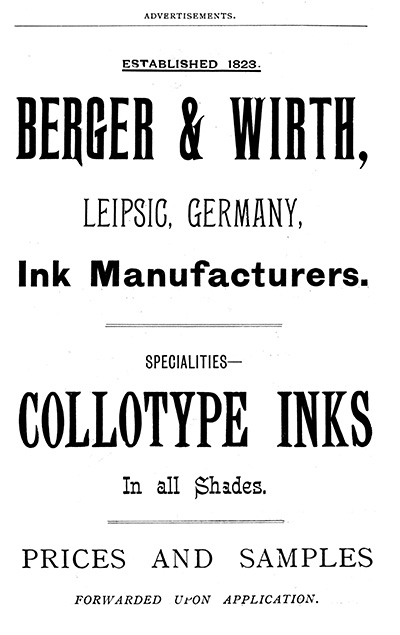 ADVERTISEMENTS.
ESTABLISHED 1823.
BERGER & WIRTH,
LEIPSIC, GERMANY,
Ink Manufacturers.
SPECIALITIES—
COLLOTYPE INKS
In all Shades.
PRICES AND SAMPLES
FORWARDED UPON APPLICATION.